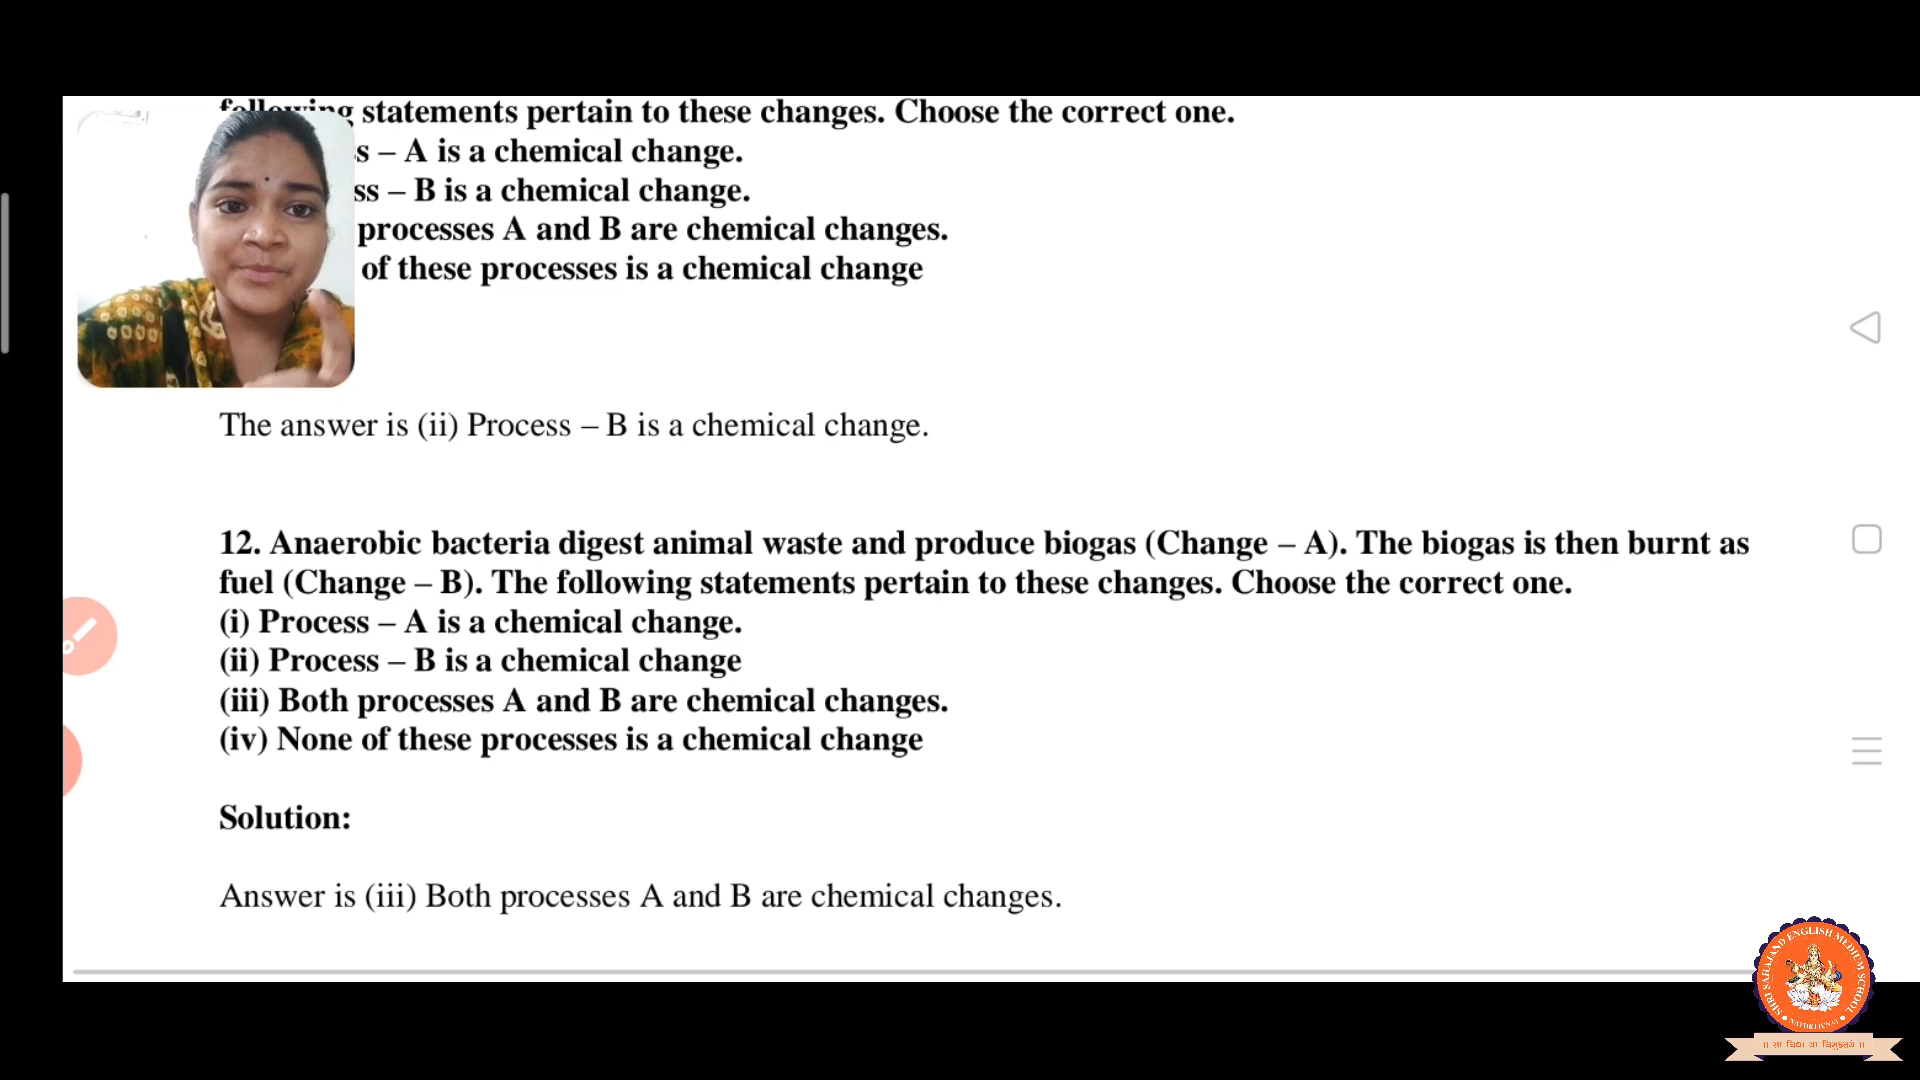 statements pertain to these changes. Choose the correct one.
– A is a chemical change.
– B is a chemical change.
processes A and B are chemical changes.
of these processes is a chemical change
The answer is (ii) Process – B is a chemical change.
12. Anaerobic bacteria digest animal waste and produce biogas (Change – A). The biogas is then burnt as
fuel (Change – B). The following statements pertain to these changes. Choose the correct one.
(i) Process – A is a chemical change.
(ii) Process – B is a chemical change
(iii) Both processes A and B are chemical changes.
(iv) None of these processes is a chemical change
Solution:
Answer is (iii) Both processes A and B are chemical changes.
ENGLISH MEDIUM SCHOOL
॥ सा विद्या या विमुक्तये ॥